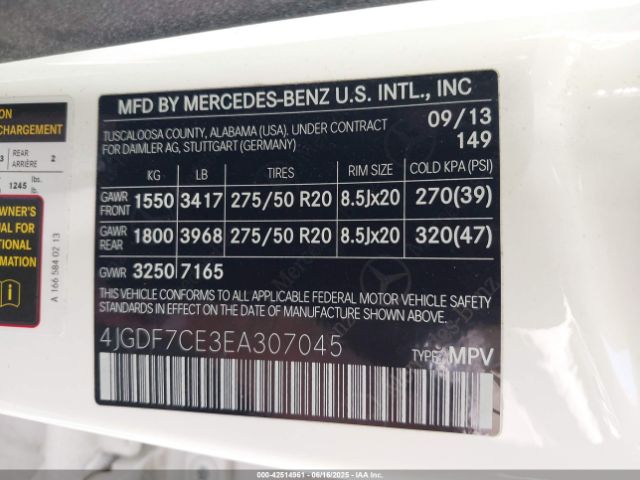 ON
CHARGEMENT
3 REAR ARRIÈRE 2
1245 lbs.
kg.
WNER'S
FOR
TIONAL
RMATION
A 166 584 02 13
MFD BY MERCEDES-BENZ U.S. INTL., INC
TUSCALOOSA COUNTY, ALABAMA (USA). UNDER CONTRACT
FOR DAIMLER AG, STUTTGART (GERMANY)
09/13
149
KG LB TIRES RIM SIZE COLD KPA (PSI)
GAWR FRONT 1550 3417 275/50 R20 8.5Jx20 270(39)
GAWR REAR 1800 3968 275/50 R20 8.5Jx20 320(47)
GVWR 3250 7165
THIS VEHICLE CONFORMS TO ALL APPLICABLE FEDERAL MOTOR VEHICLE SAFETY
STANDARDS IN EFFECT ON THE DATE OF MANUFACTURE SHOWN ABOVE.
4JGDF7CE3EA307045
TYPE: MPV
000-42514961 - 06/16/2025 - IAAI.COM